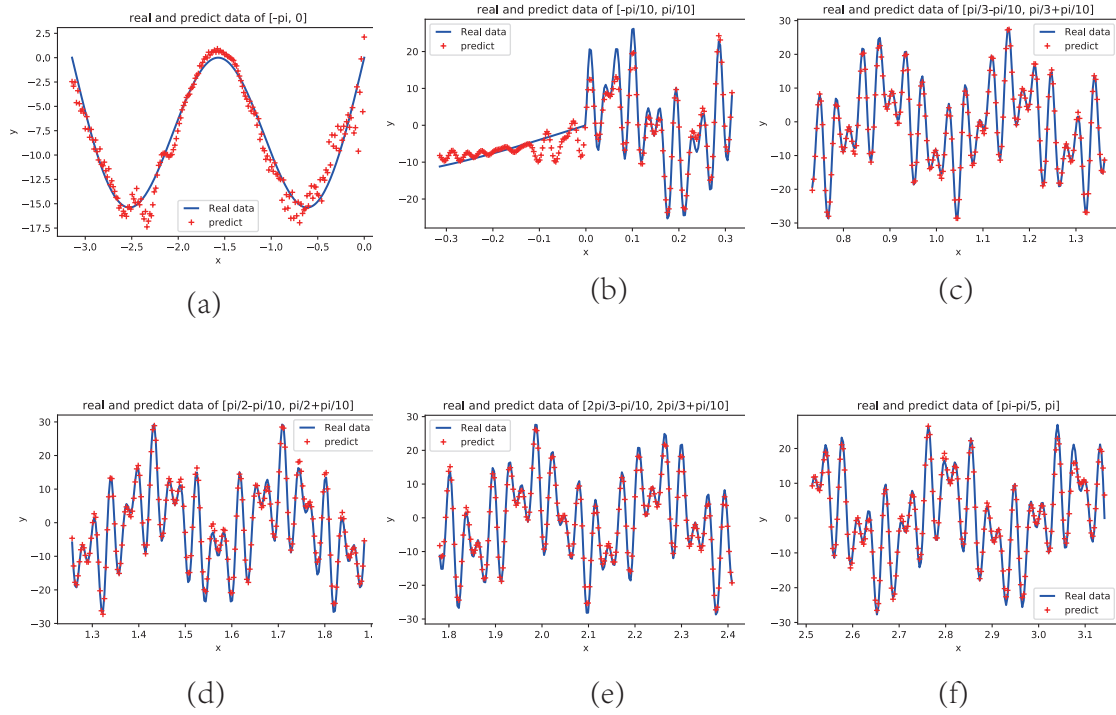 real and predict data of [-pi, 0]
2.5
0.0
−2.5
−5.0
−7.5
−10.0
−12.5
−15.0
−17.5
y
Real data
predict
−3.0 −2.5 −2.0 −1.5 −1.0 −0.5 0.0
x
(a)
real and predict data of [-pi/10, pi/10]
20
10
0
−10
−20
y
Real data
predict
−0.3 −0.2 −0.1 0.0 0.1 0.2 0.3
x
(b)
real and predict data of [pi/3-pi/10, pi/3+pi/10]
30
20
10
0
−10
−20
−30
y
Real data
predict
0.8 0.9 1.0 1.1 1.2 1.3
x
(c)
real and predict data of [pi/2-pi/10, pi/2+pi/10]
30
20
10
0
−10
−20
−30
y
Real data
predict
1.3 1.4 1.5 1.6 1.7 1.8
x
(d)
real and predict data of [2pi/3-pi/10, 2pi/3+pi/10]
30
20
10
0
−10
−20
−30
y
Real data
predict
1.8 1.9 2.0 2.1 2.2 2.3 2.4
x
(e)
real and predict data of [pi-pi/5, pi]
30
20
10
0
−10
−20
−30
y
Real data
predict
2.5 2.6 2.7 2.8 2.9 3.0 3.1
x
(f)